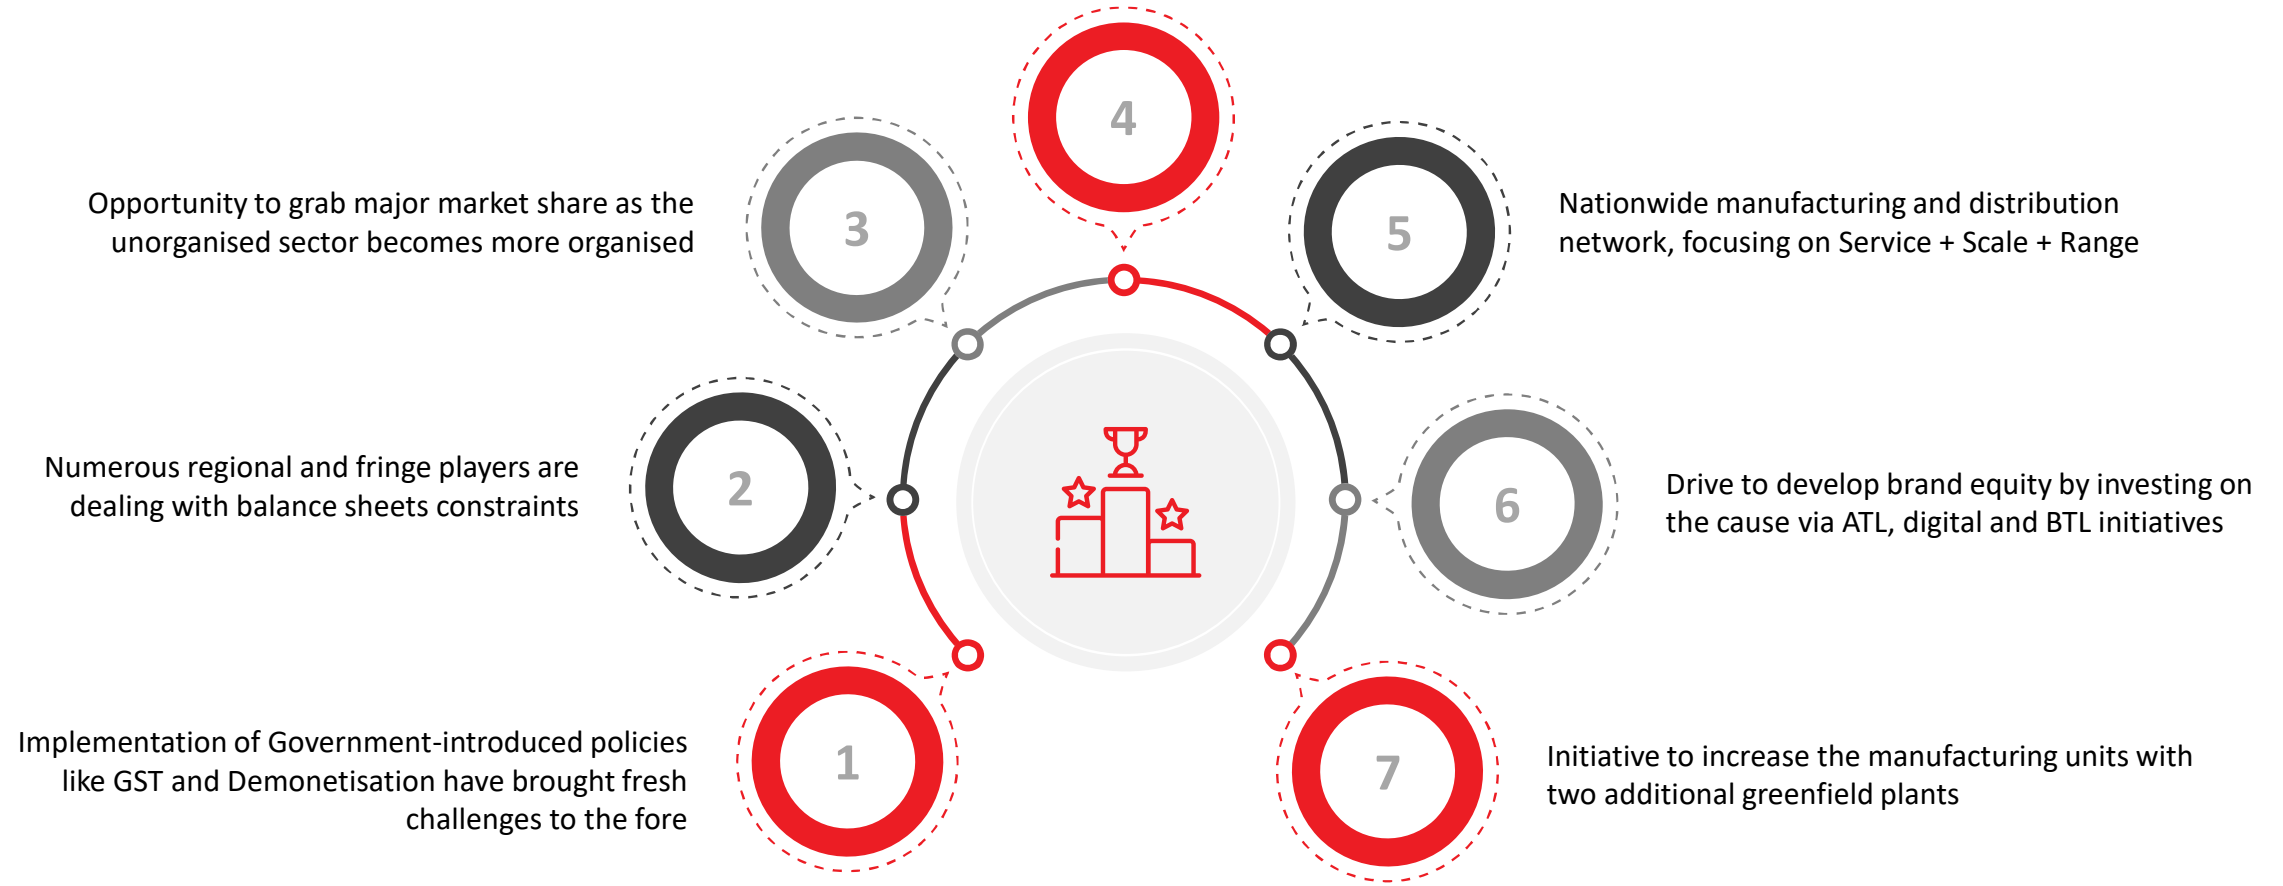 4
Opportunity to grab major market share as the
unorganised sector becomes more organised
3
5
Nationwide manufacturing and distribution
network, focusing on Service + Scale + Range
Numerous regional and fringe players are
dealing with balance sheets constraints
2
6
Drive to develop brand equity by investing on
the cause via ATL, digital and BTL initiatives
Implementation of Government-introduced policies
like GST and Demonetisation have brought fresh
challenges to the fore
1
7
Initiative to increase the manufacturing units with
two additional greenfield plants